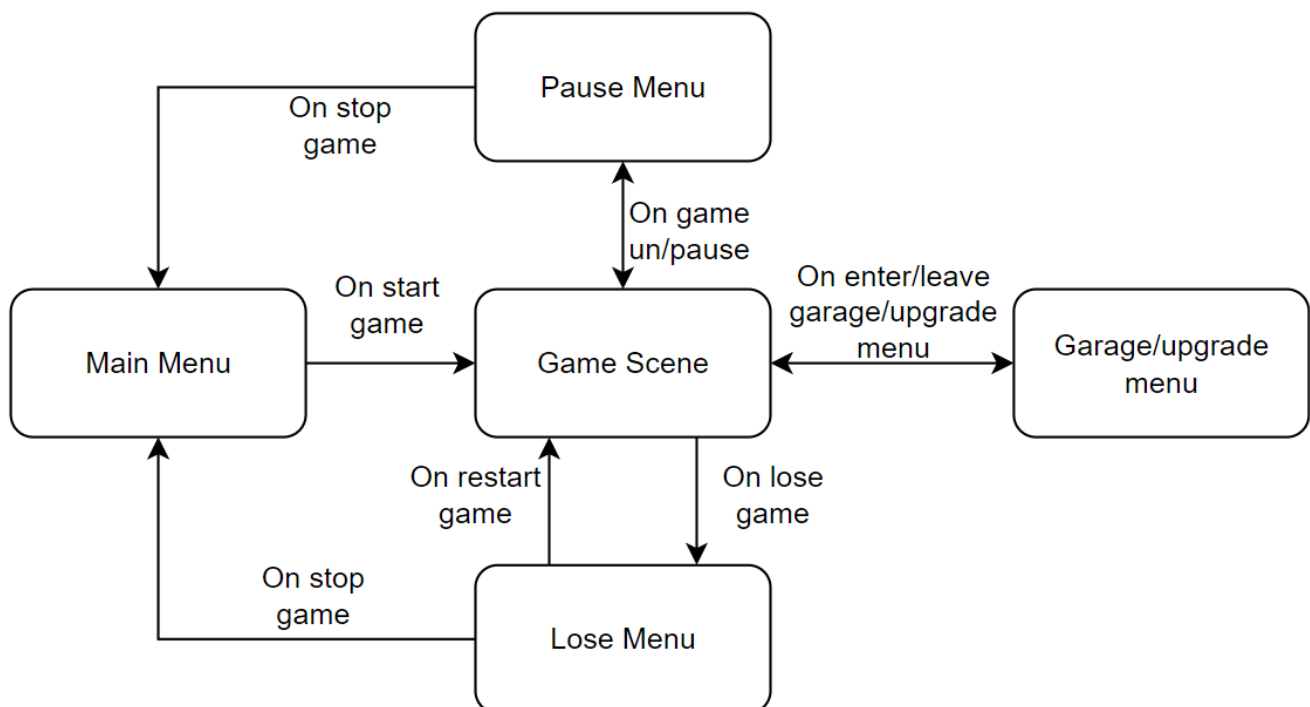 Pause Menu
On stop
game
On game
un/pause
On start
game
On enter/leave
garage/upgrade
menu
Main Menu
Game Scene
Garage/upgrade
menu
On restart
game
On lose
game
On stop
game
Lose Menu